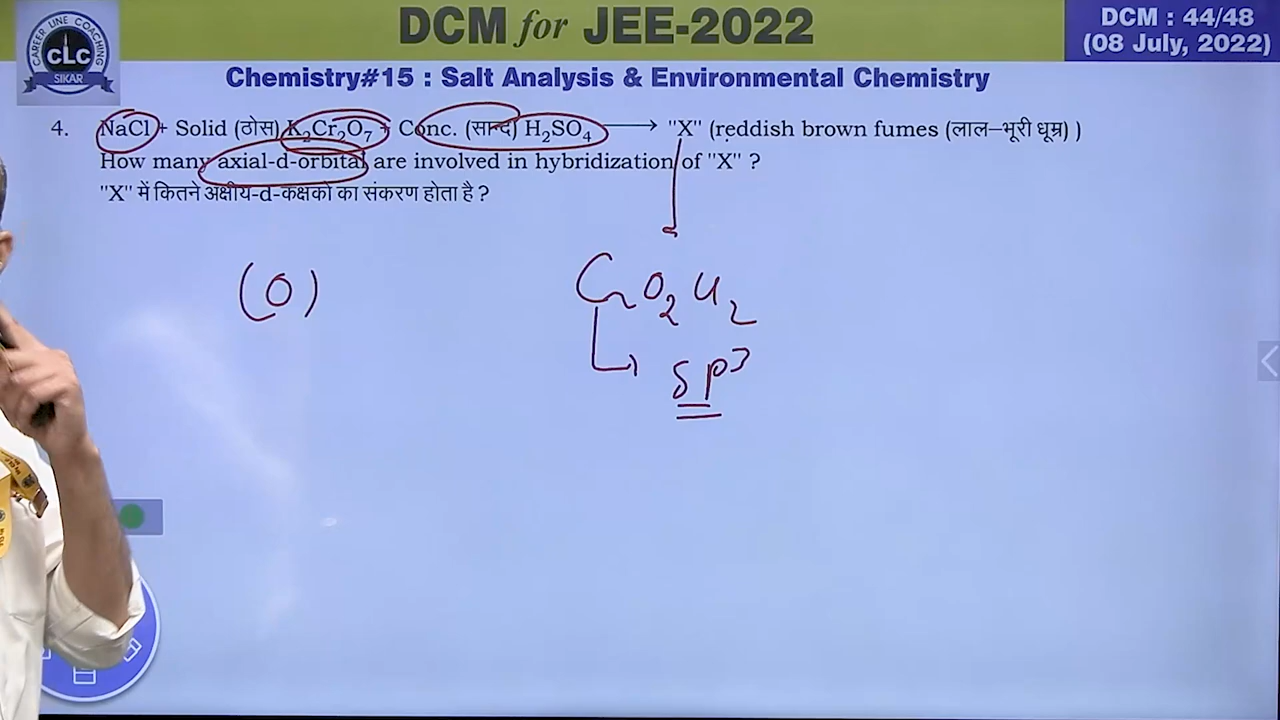 DCM for JEE-2022
DCM : 44/48
(08 July, 2022)
CAREER LINE COACHING
CLC
SIKAR
Chemistry#15 : Salt Analysis & Environmental Chemistry
4. NaCl + Solid (ठोस) K₂Cr₂O₇ + Conc. (सान्द्र) H₂SO₄ ⟶ "X" (reddish brown fumes (लाल–भूरी धूम्र) )
How many axial-d-orbital are involved in hybridization of "X" ?
"X" में कितने अक्षीय-d-कक्षकों का संकरण होता है ?
(0)
CrO₂Cl₂
sp³